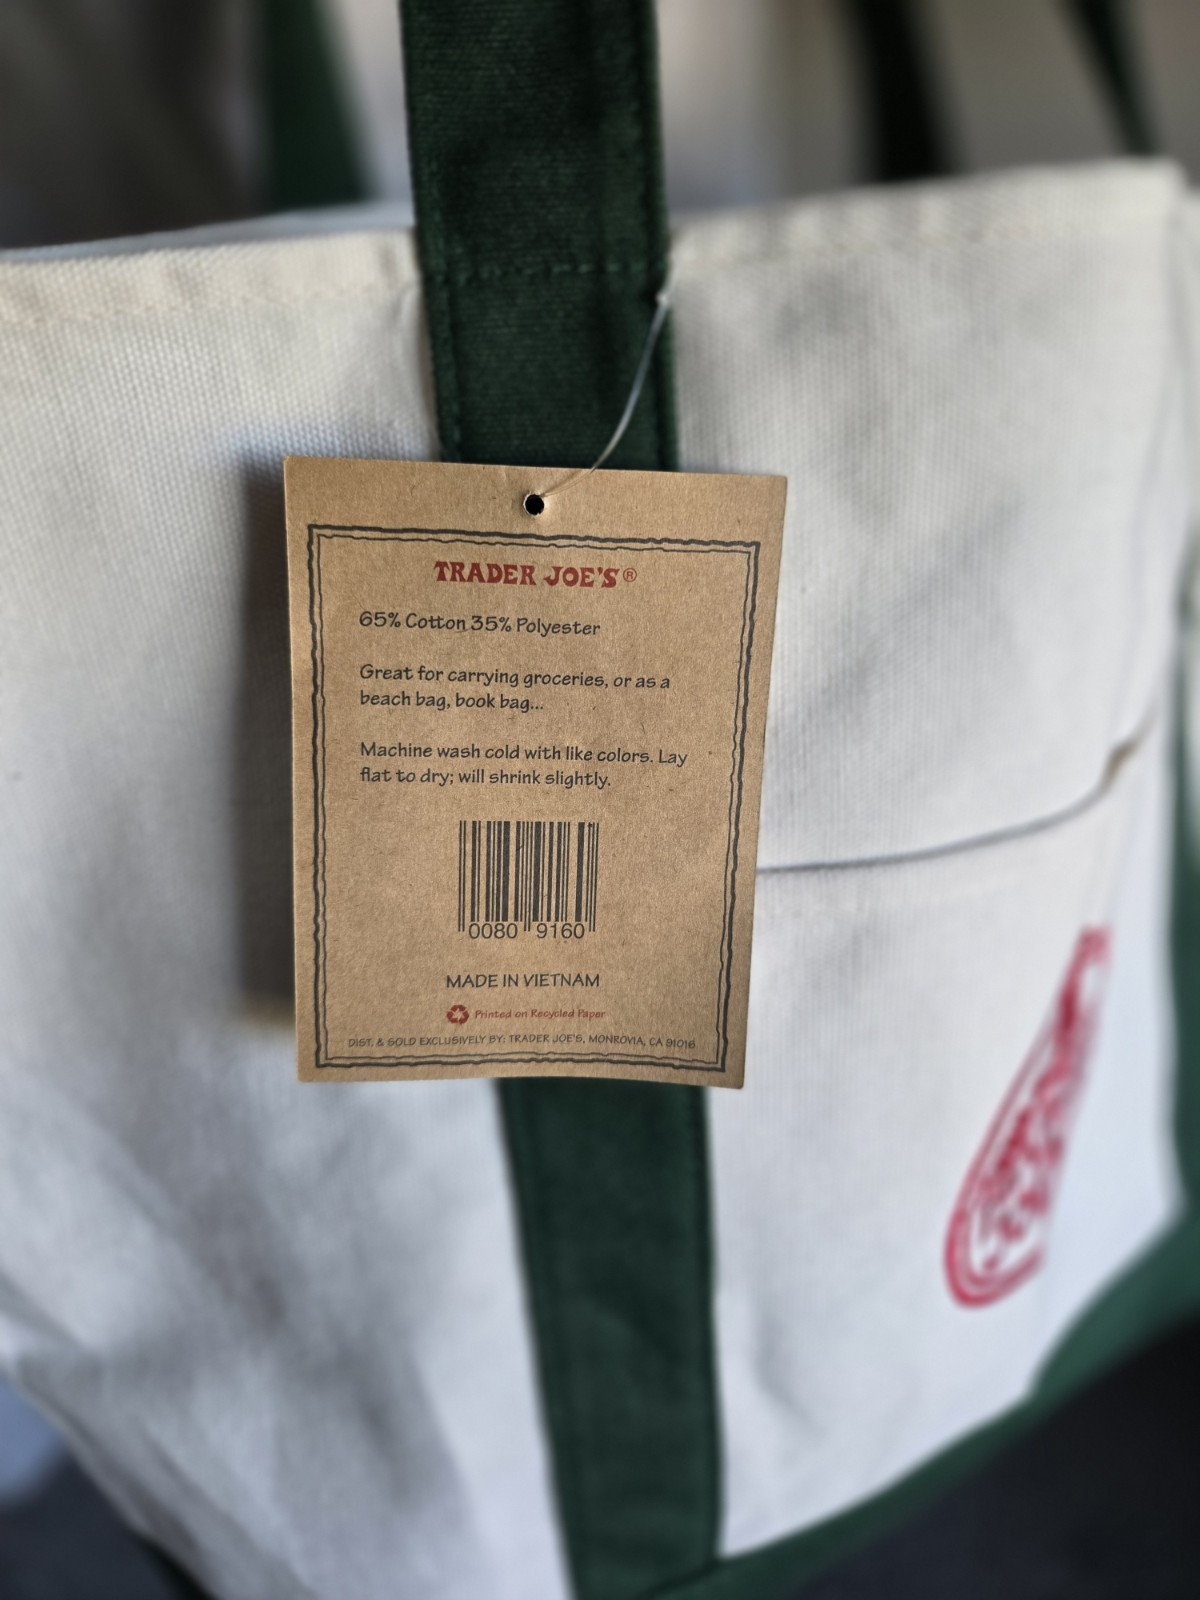 TRADER JOE'S®
65% Cotton 35% Polyester
Great for carrying groceries, or as a
beach bag, book bag...
Machine wash cold with like colors. Lay
flat to dry; will shrink slightly.
0080 9160
MADE IN VIETNAM
Printed on Recycled Paper
DIST. & SOLD EXCLUSIVELY BY: TRADER JOE'S, MONROVIA, CA 91016